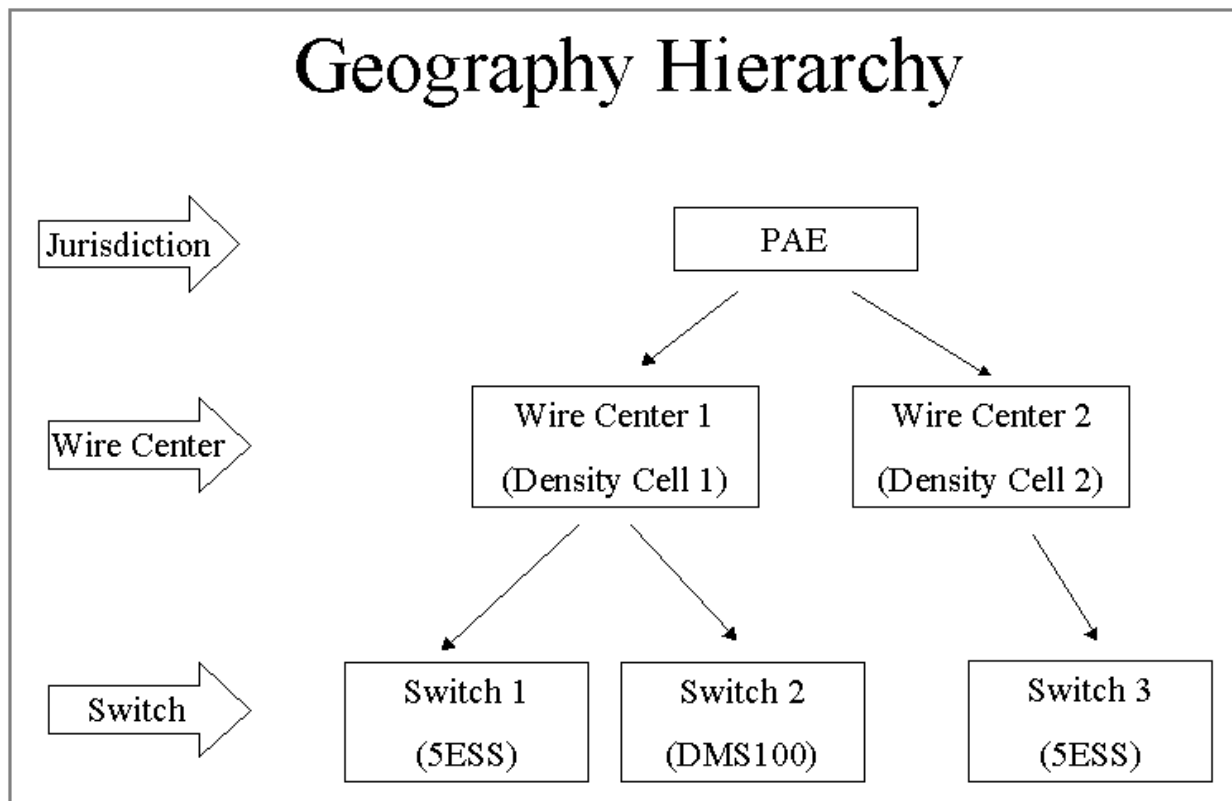 Geography Hierarchy
Jurisdiction
PAE
Wire Center
Wire Center 1
(Density Cell 1)
Wire Center 2
(Density Cell 2)
Switch
Switch 1
(5ESS)
Switch 2
(DMS100)
Switch 3
(5ESS)